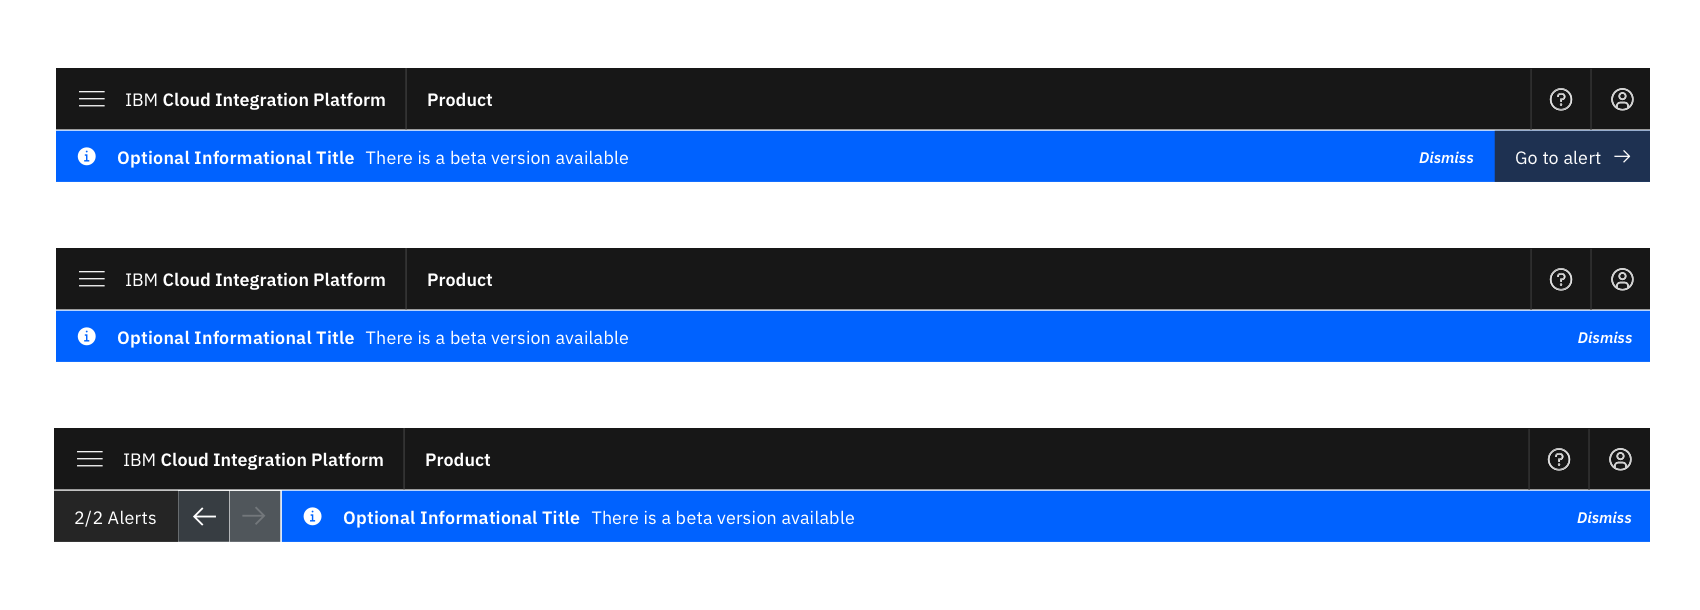 IBM Cloud Integration Platform Product
Optional Informational Title There is a beta version available Dismiss Go to alert
IBM Cloud Integration Platform Product
Optional Informational Title There is a beta version available Dismiss
IBM Cloud Integration Platform Product
2/2 Alerts Optional Informational Title There is a beta version available Dismiss